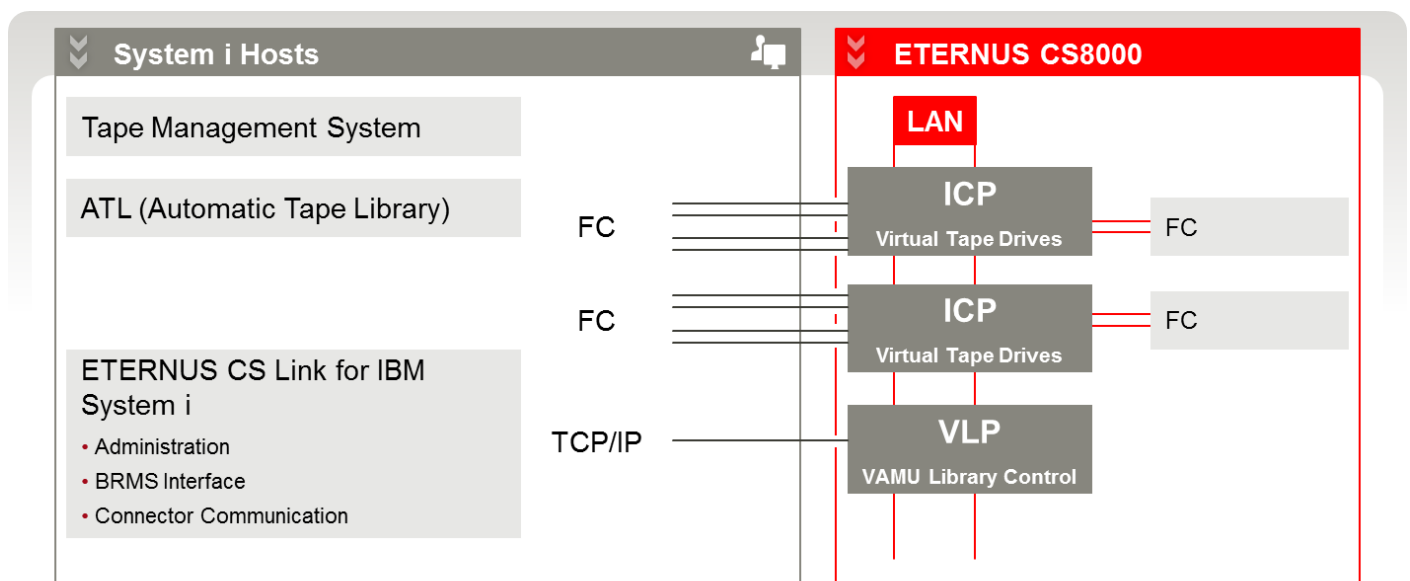 System i Hosts
ETERNUS CS8000
Tape Management System
ATL (Automatic Tape Library)
ETERNUS CS Link for IBM
System i
• Administration
• BRMS Interface
• Connector Communication
FC
FC
TCP/IP
LAN
ICP
Virtual Tape Drives
FC
ICP
Virtual Tape Drives
FC
VLP
VAMU Library Control